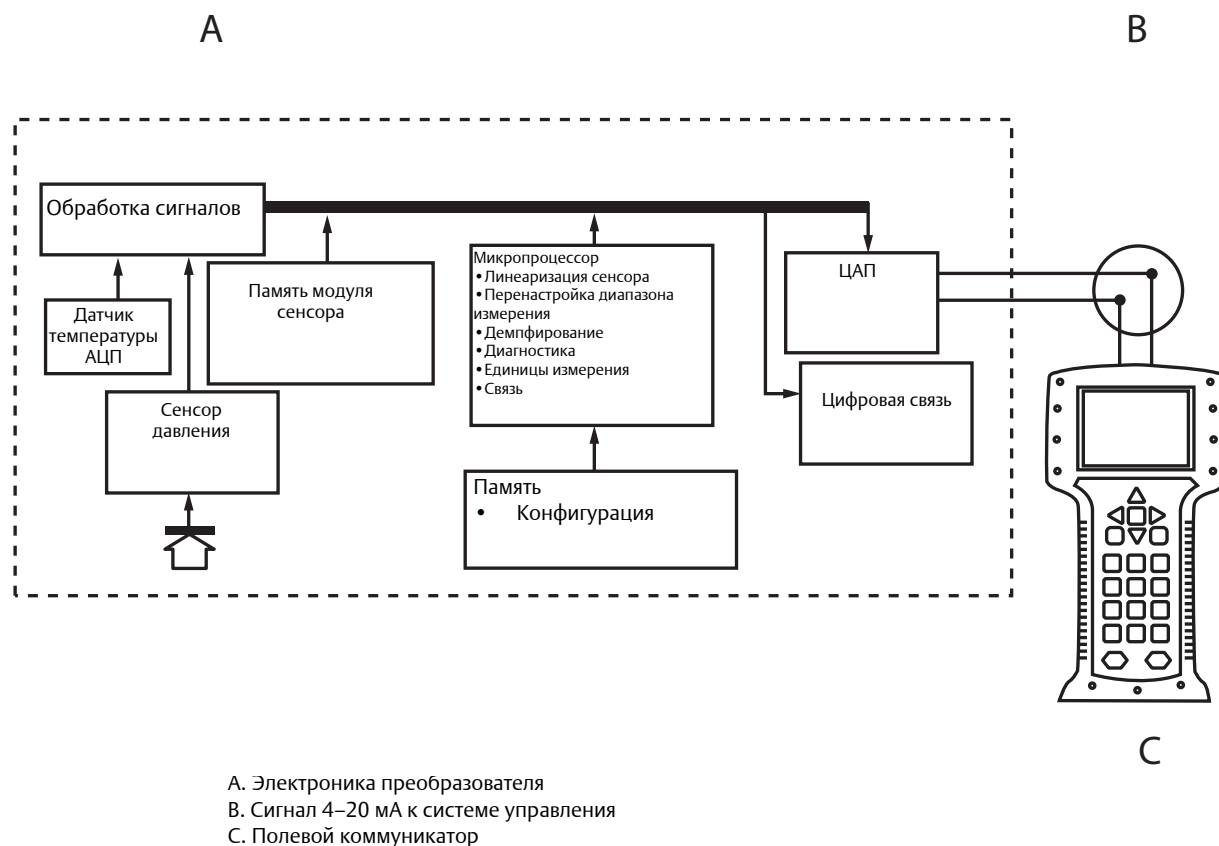 A
B
Обработка сигналов
Датчик
температуры
АЦП
Память модуля
сенсора
Сенсор
давления
Микропроцессор
•Линеаризация сенсора
•Перенастройка диапазона
измерения
•Демпфирование
•Диагностика
•Единицы измерения
•Связь
Память
• Конфигурация
ЦАП
Цифровая связь
C
A. Электроника преобразователя
B. Сигнал 4–20 мА к системе управления
C. Полевой коммуникатор